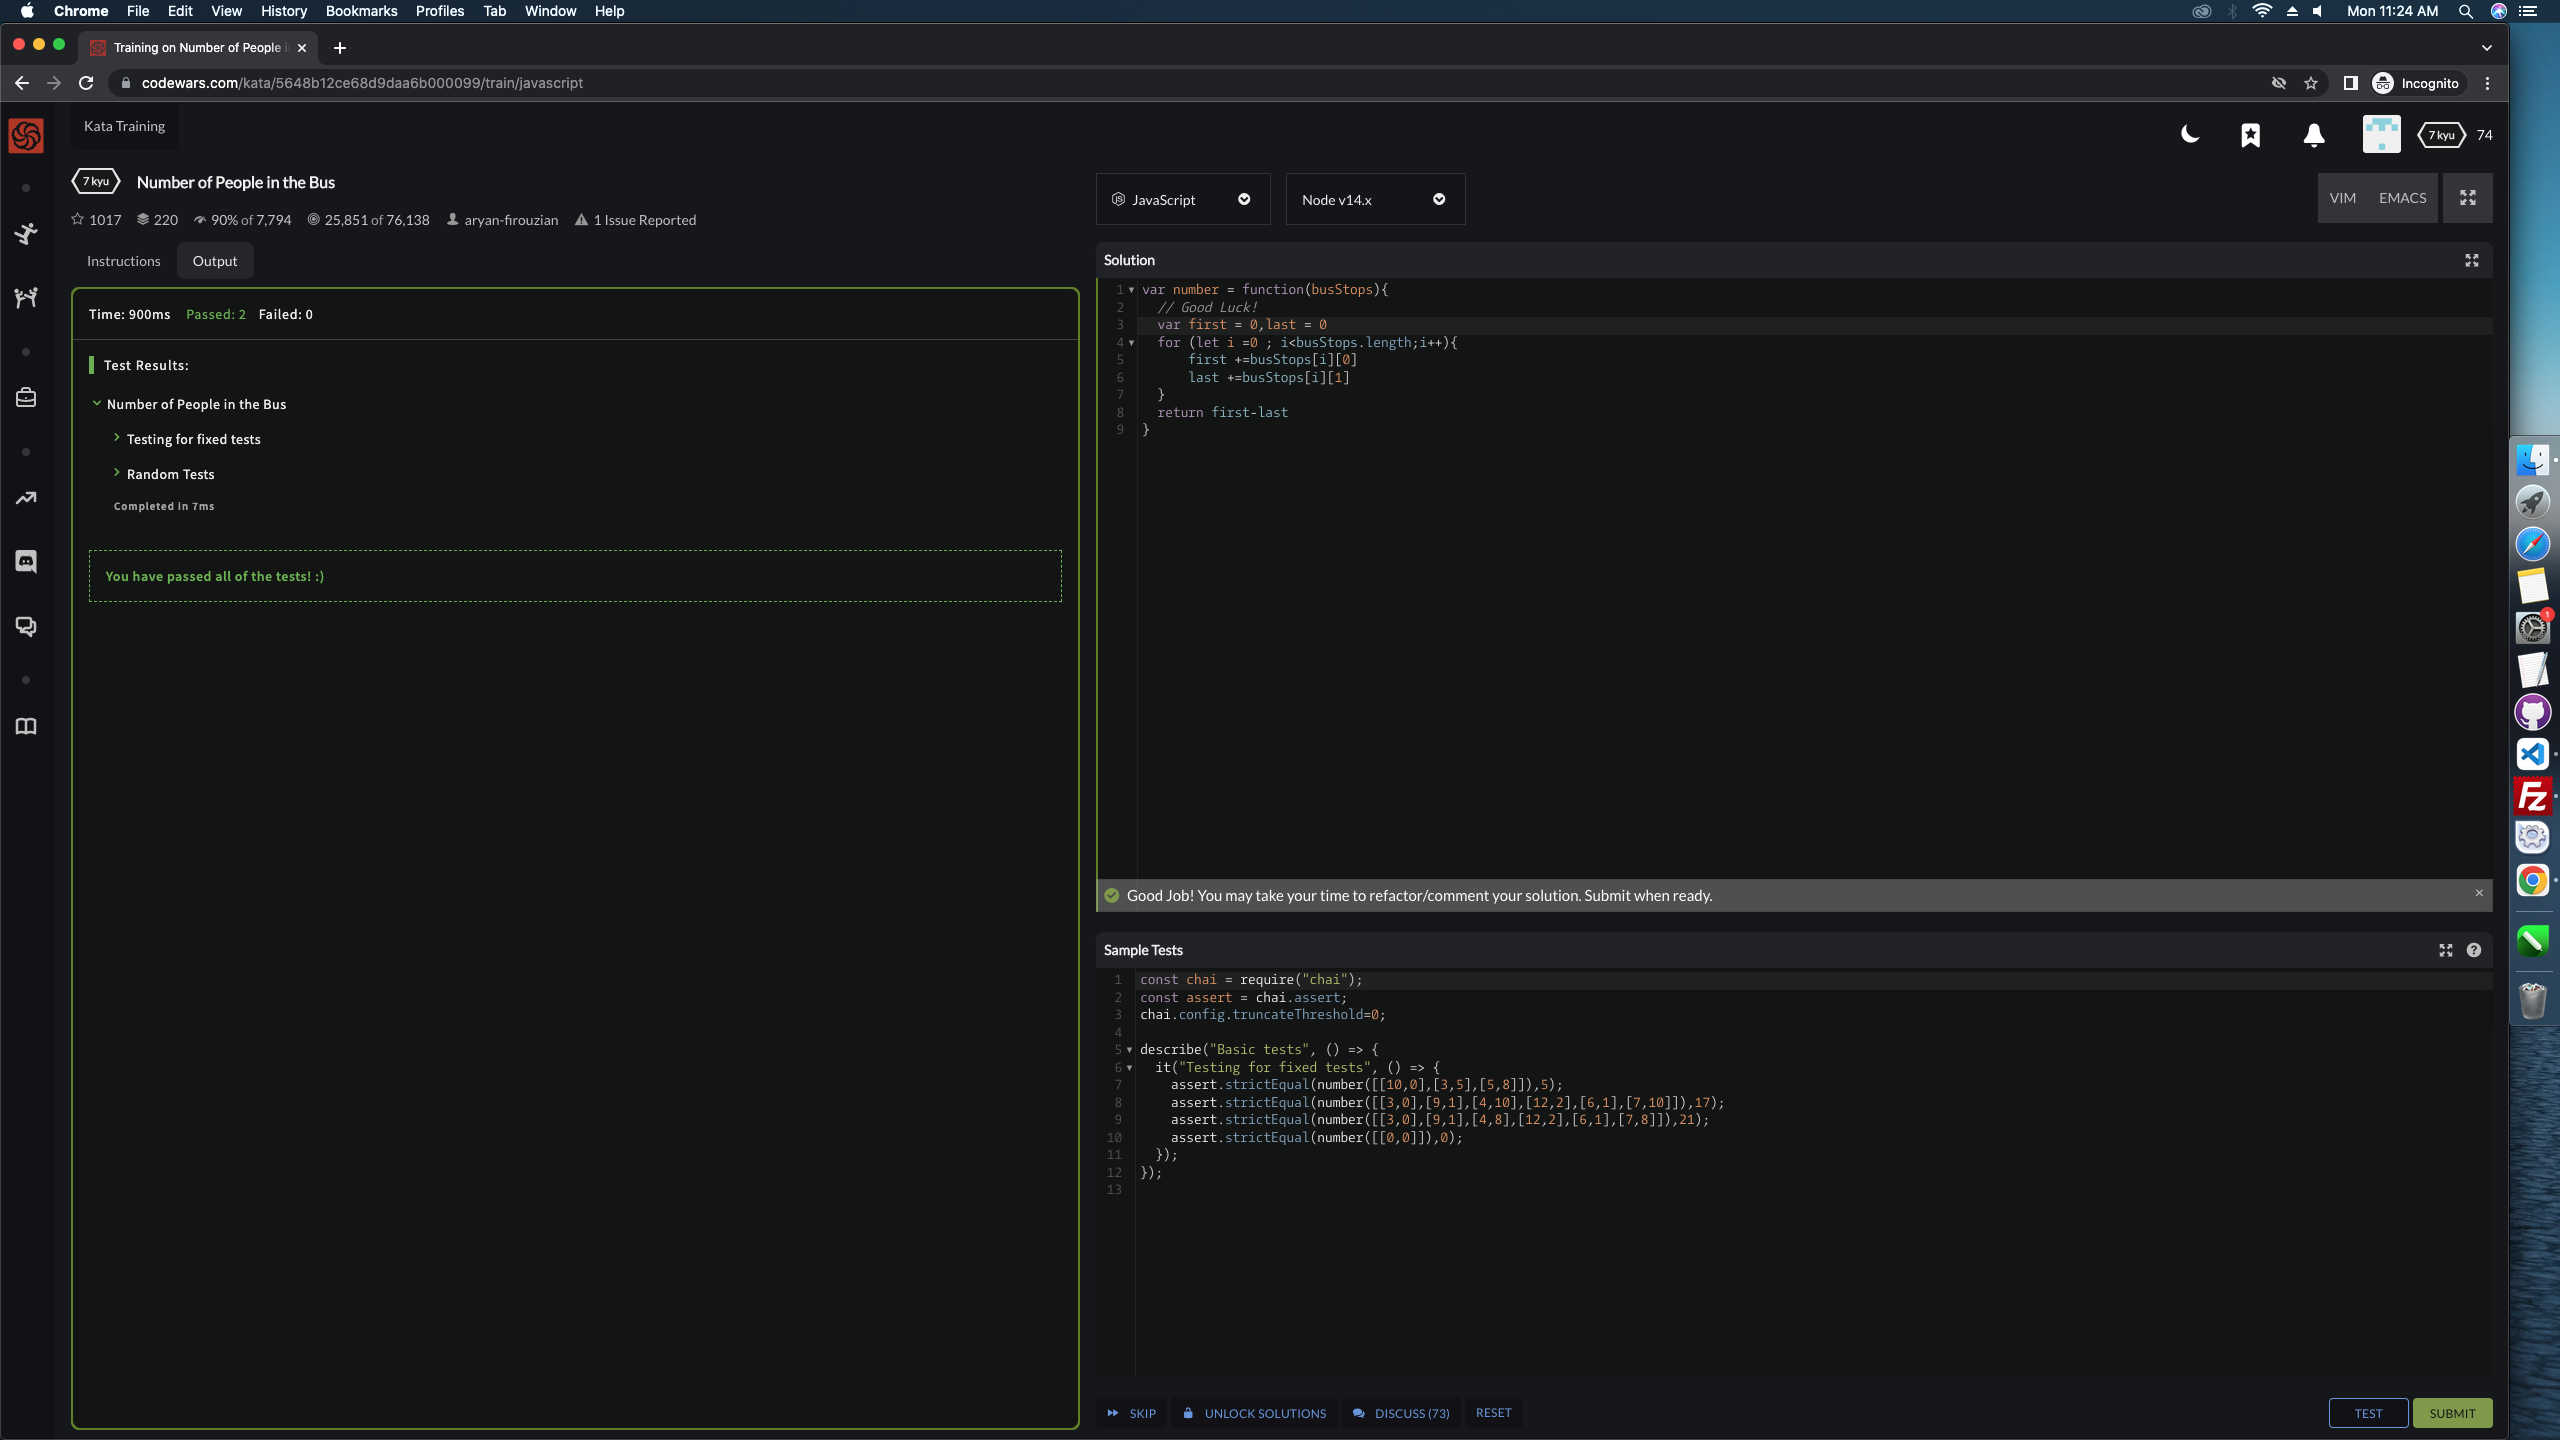 Chrome File Edit View History Bookmarks Profiles Tab Window Help
Mon 11:24 AM
Training on Number of People i
codewars.com/kata/5648b12ce68d9daa6b000099/train/javascript
Incognito
Kata Training
7 kyu
74
7 kyu
Number of People in the Bus
1017 220 90% of 7,794 25,851 of 76,138 aryan-firouzian 1 Issue Reported
JavaScript
Node v14.x
VIM EMACS
Instructions
Output
Time: 900ms Passed: 2 Failed: 0
Test Results:
Number of People in the Bus
Testing for fixed tests
Random Tests
Completed in 7ms
You have passed all of the tests! :)
Solution
1 var number = function(busStops){
2 // Good Luck!
3 var first = 0,last = 0
4 for (let i =0 ; i<busStops.length;i++){
5 first +=busStops[i][0]
6 last +=busStops[i][1]
7 }
8 return first-last
9 }
Good Job! You may take your time to refactor/comment your solution. Submit when ready.
Sample Tests
1 const chai = require("chai");
2 const assert = chai.assert;
3 chai.config.truncateThreshold=0;
4
5 describe("Basic tests", () => {
6 it("Testing for fixed tests", () => {
7 assert.strictEqual(number([[10,0],[3,5],[5,8]]),5);
8 assert.strictEqual(number([[3,0],[9,1],[4,10],[12,2],[6,1],[7,10]]),17);
9 assert.strictEqual(number([[3,0],[9,1],[4,8],[12,2],[6,1],[7,8]]),21);
10 assert.strictEqual(number([[0,0]]),0);
11 });
12 });
13
SKIP UNLOCK SOLUTIONS DISCUSS (73) RESET
TEST
SUBMIT
1
Fz